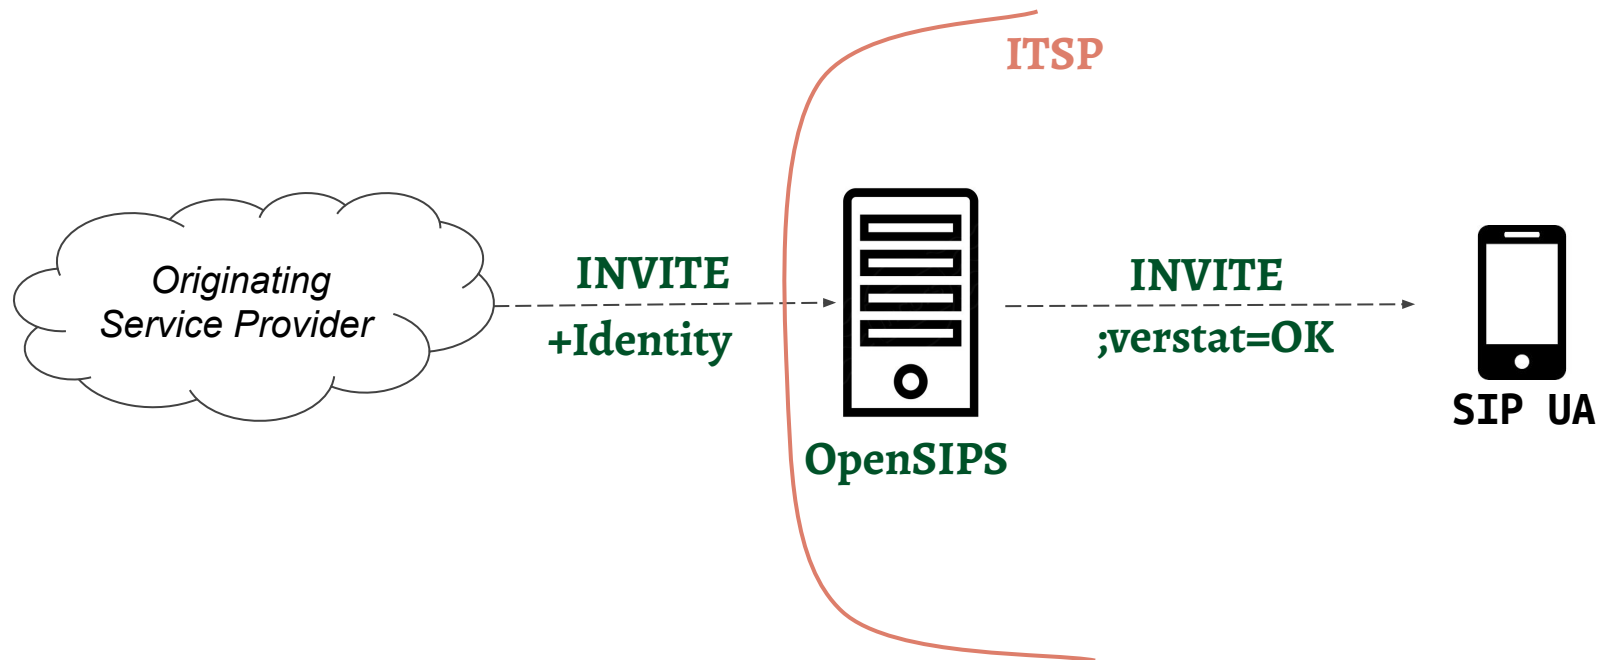 ITSP
Originating
Service Provider
INVITE
+Identity
OpenSIPS
INVITE
;verstat=OK
SIP UA